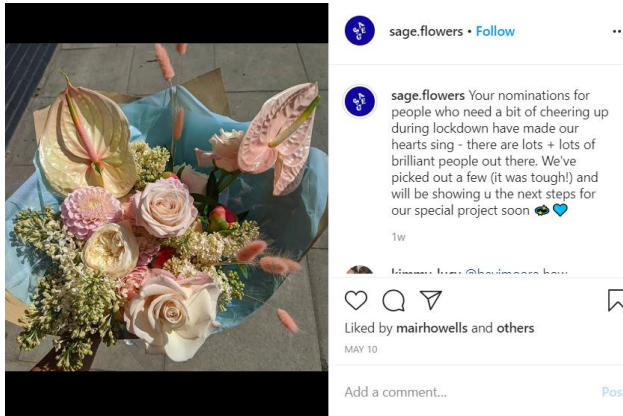 sage.flowers • Follow
sage.flowers Your nominations for
people who need a bit of cheering up
during lockdown have made our
hearts sing - there are lots + lots of
brilliant people out there. We've
picked out a few (it was tough!) and
will be showing u the next steps for
our special project soon
1w
Liked by mairhowells and others
MAY 10
Add a comment...